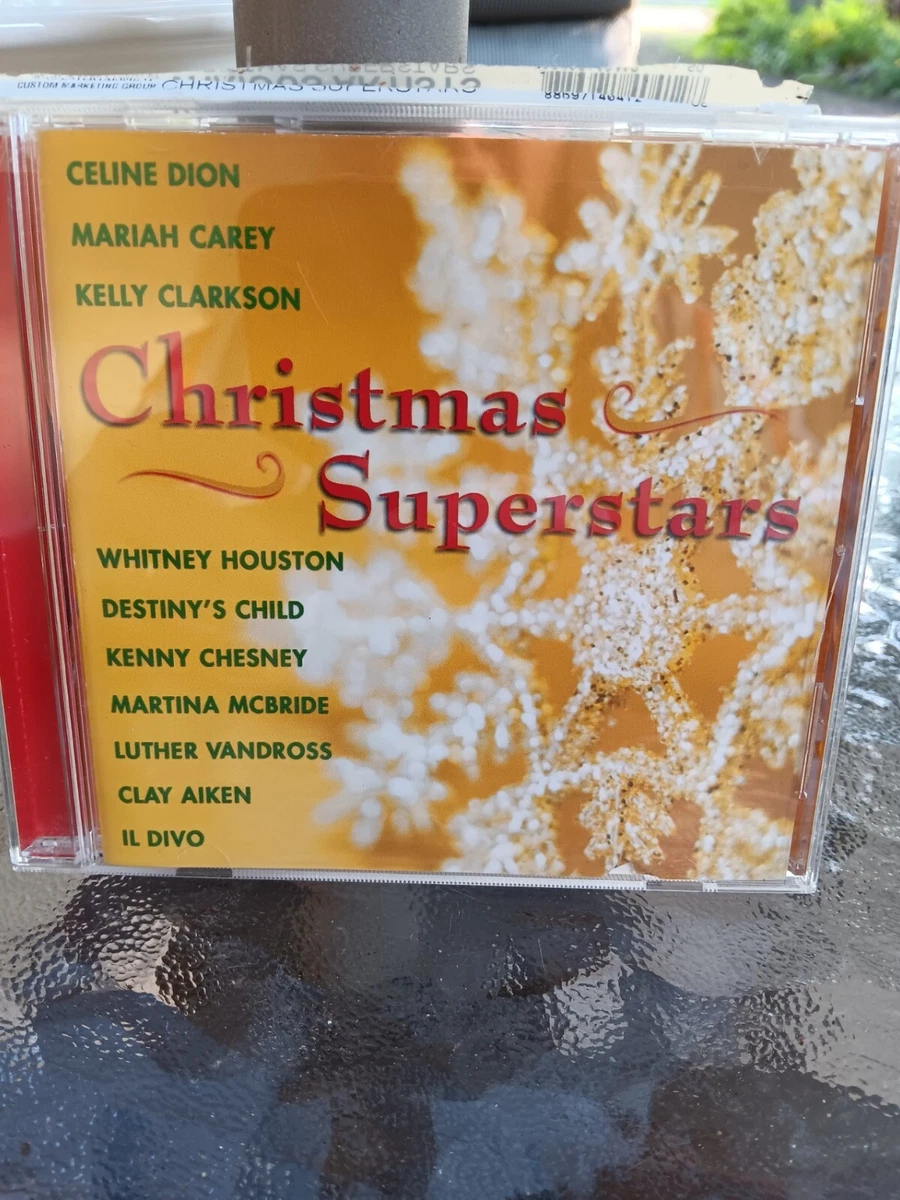 CUSTOM MARKETING GROUP CHRISTMAS SUPERSTARS
CELINE DION
MARIAH CAREY
KELLY CLARKSON
Christmas
Superstars
WHITNEY HOUSTON
DESTINY'S CHILD
KENNY CHESNEY
MARTINA MCBRIDE
LUTHER VANDROSS
CLAY AIKEN
IL DIVO